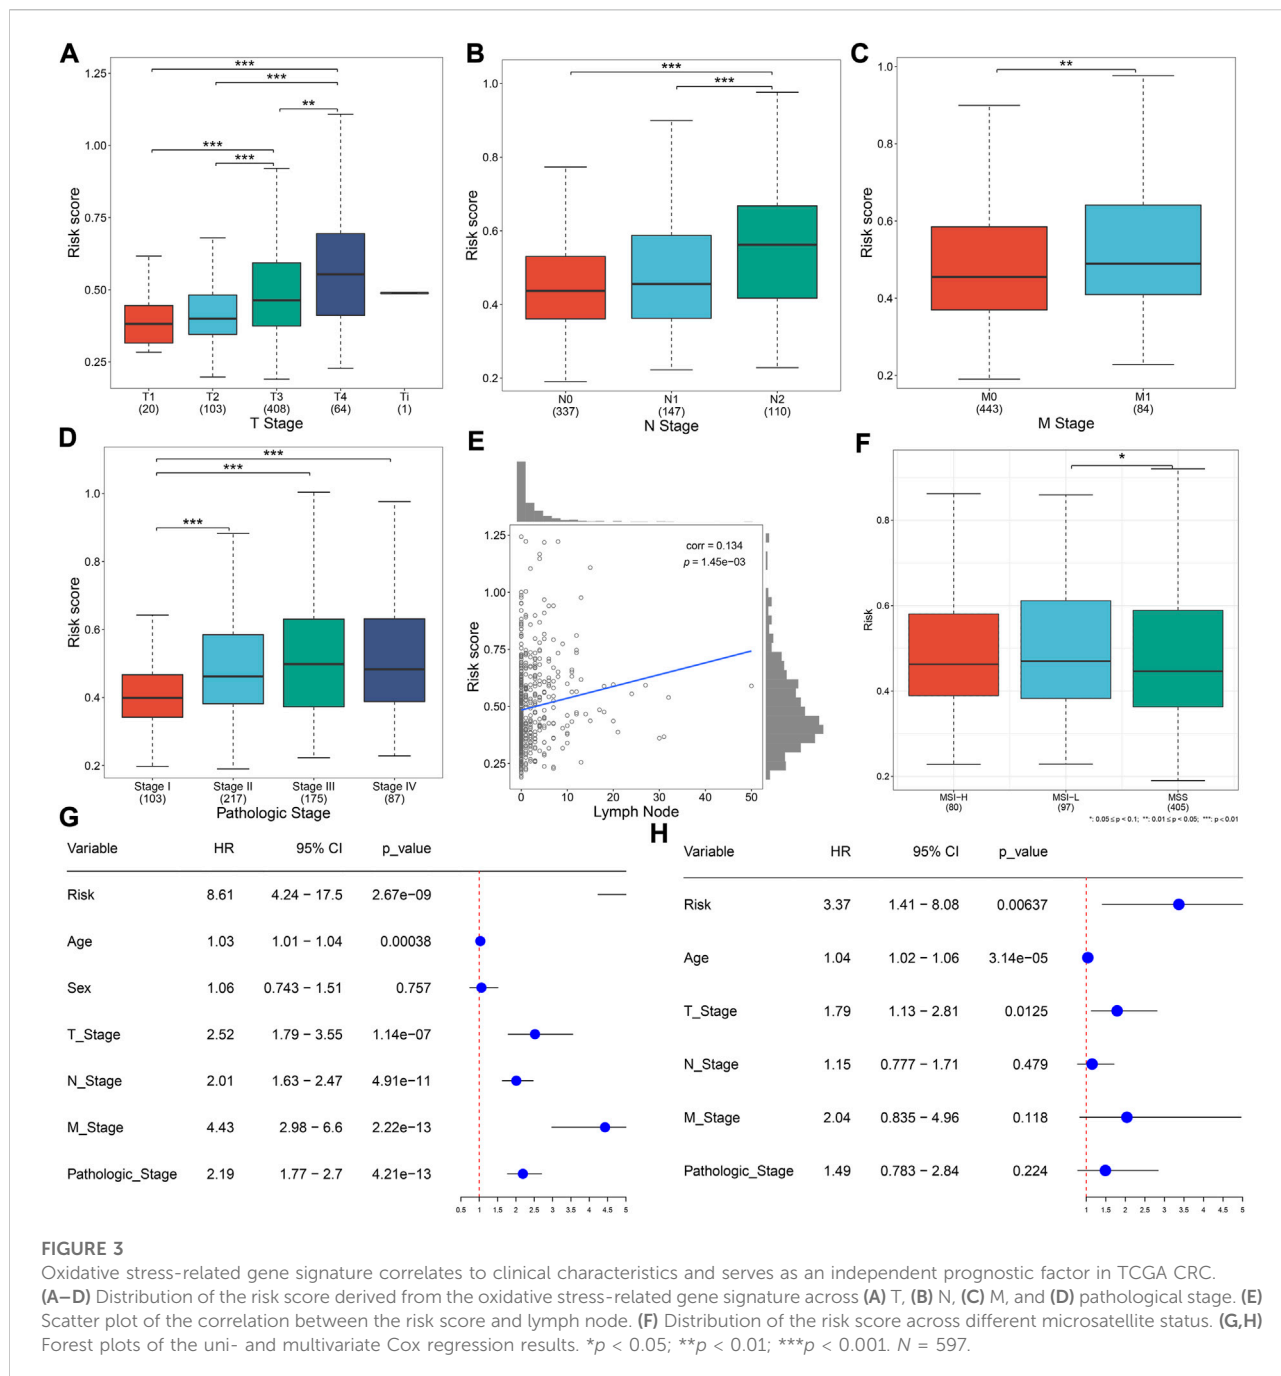 A
***
***
**
***
***
1.25
1.00
0.75
0.50
0.25
Risk score
T1 T2 T3 T4 Ti
(20) (103) (408) (64) (1)
T Stage
B
***
***
1.0
0.8
0.6
0.4
0.2
Risk score
N0 N1 N2
(337) (147) (110)
N Stage
C
**
1.0
0.8
0.6
0.4
0.2
Risk score
M0 M1
(443) (84)
M Stage
D
***
***
***
1.0
0.8
0.6
0.4
0.2
Risk score
Stage I Stage II Stage III Stage IV
(103) (217) (175) (87)
Pathologic Stage
E
corr = 0.134
p = 1.45e−03
1.25
1.00
0.75
0.50
0.25
Risk score
0 10 20 30 40 50
Lymph Node
F
*
0.8
0.6
0.4
0.2
Risk
MSI−H MSI−L MSS
(80) (97) (405)
*: 0.05 ≤ p < 0.1; **: 0.01 ≤ p < 0.05; ***: p < 0.01
G
Variable HR 95% CI p_value
Risk 8.61 4.24 − 17.5 2.67e−09
Age 1.03 1.01 − 1.04 0.00038
Sex 1.06 0.743 − 1.51 0.757
T_Stage 2.52 1.79 − 3.55 1.14e−07
N_Stage 2.01 1.63 − 2.47 4.91e−11
M_Stage 4.43 2.98 − 6.6 2.22e−13
Pathologic_Stage 2.19 1.77 − 2.7 4.21e−13
0.5 1 1.5 2 2.5 3 3.5 4 4.5 5
H
Variable HR 95% CI p_value
Risk 3.37 1.41 − 8.08 0.00637
Age 1.04 1.02 − 1.06 3.14e−05
T_Stage 1.79 1.13 − 2.81 0.0125
N_Stage 1.15 0.777 − 1.71 0.479
M_Stage 2.04 0.835 − 4.96 0.118
Pathologic_Stage 1.49 0.783 − 2.84 0.224
1 1.5 2 2.5 3 3.5 4 4.5 5
FIGURE 3
Oxidative stress-related gene signature correlates to clinical characteristics and serves as an independent prognostic factor in TCGA CRC.
(A–D) Distribution of the risk score derived from the oxidative stress-related gene signature across (A) T, (B) N, (C) M, and (D) pathological stage. (E)
Scatter plot of the correlation between the risk score and lymph node. (F) Distribution of the risk score across different microsatellite status. (G,H)
Forest plots of the uni- and multivariate Cox regression results. *p < 0.05; **p < 0.01; ***p < 0.001. N = 597.